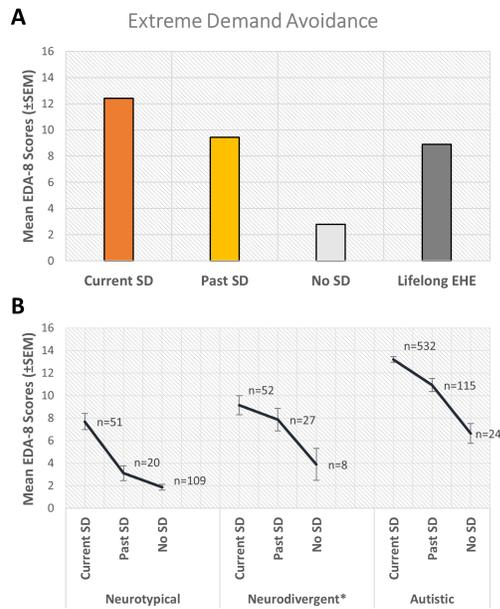 A
Extreme Demand Avoidance
Mean EDA-8 Scores (±SEM)
16
14
12
10
8
6
4
2
0
Current SD Past SD No SD Lifelong EHE
B
Mean EDA-8 Scores (±SEM)
16
14
12
10
8
6
4
2
0
n=51
n=20
n=109
n=52
n=27
n=8
n=532
n=115
n=24
Current SD Past SD No SD Current SD Past SD No SD Current SD Past SD No SD
Neurotypical Neurodivergent* Autistic